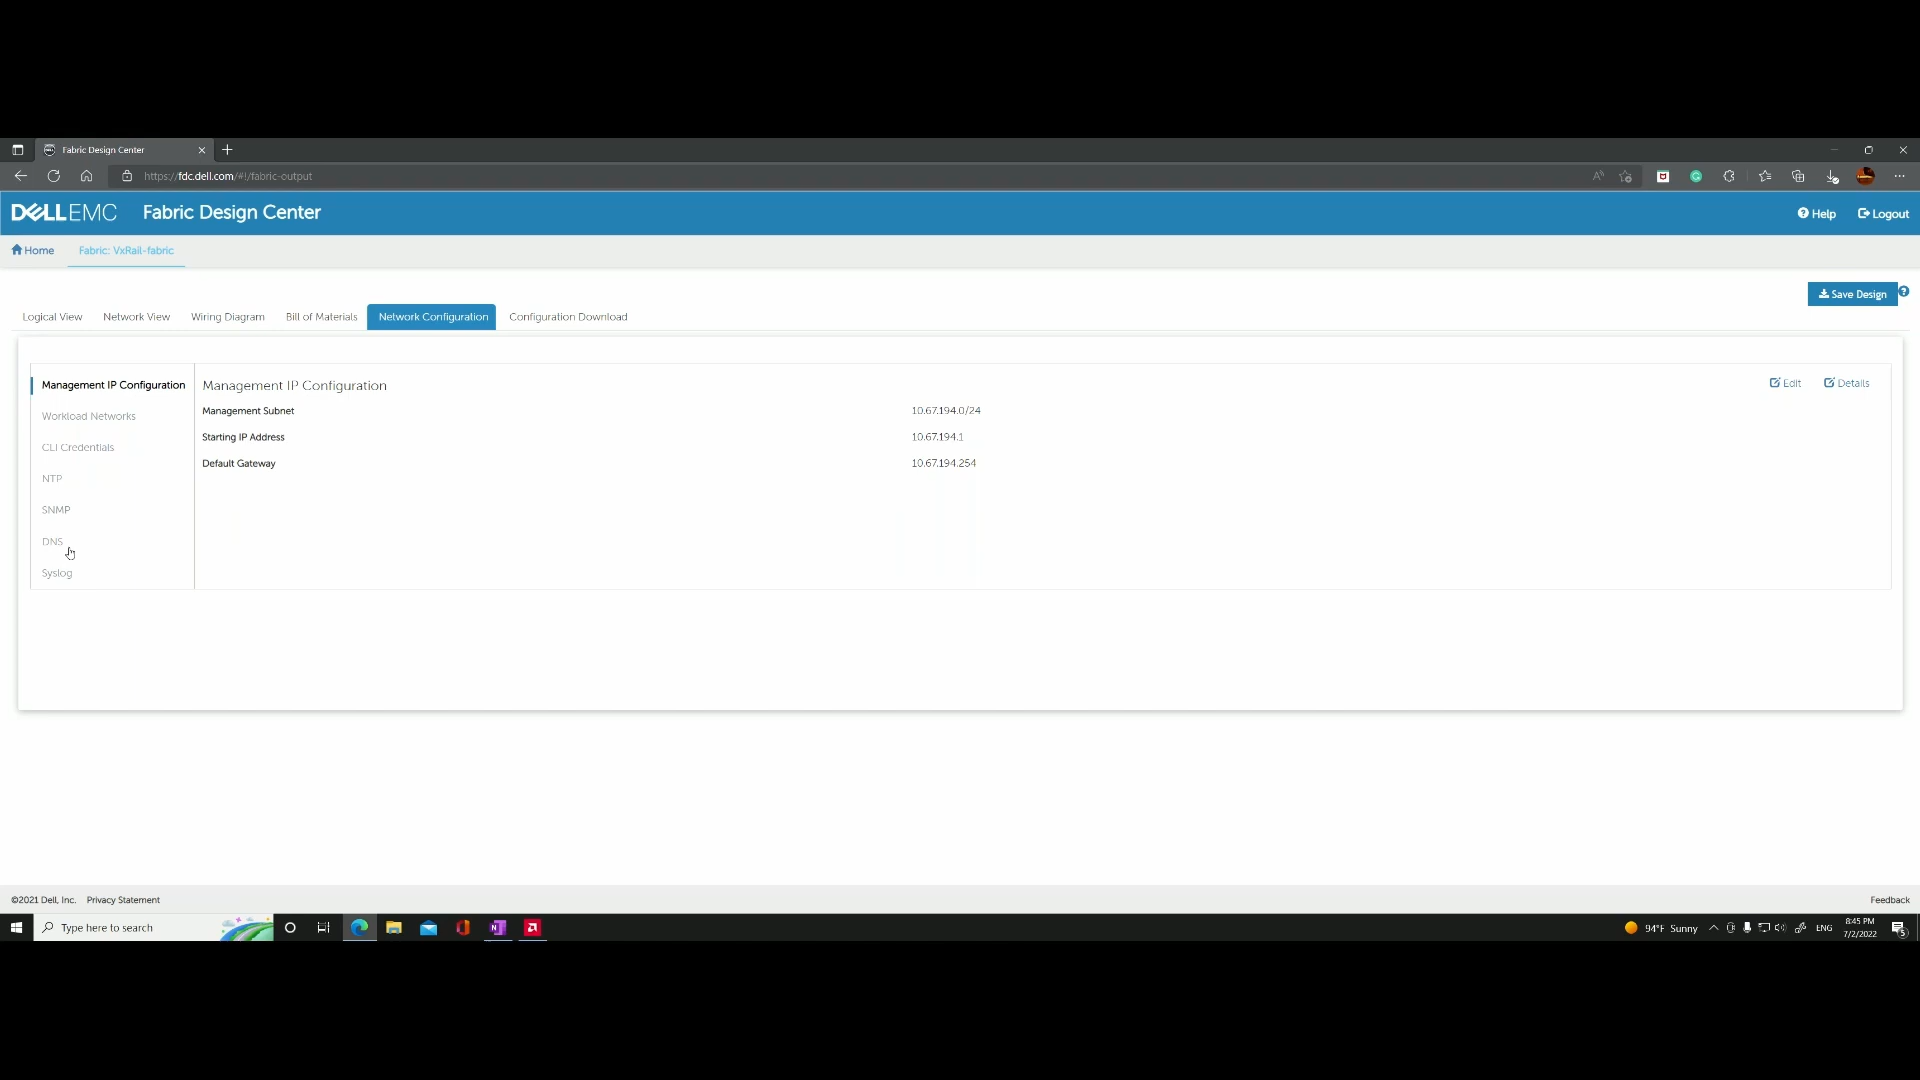 Fabric Design Center
https://fdc.dell.com/#!/fabric-output
DELLEMC Fabric Design Center
Help Logout
Home Fabric: VxRail-fabric
Save Design
Logical View Network View Wiring Diagram Bill of Materials Network Configuration Configuration Download
Management IP Configuration
Workload Networks
CLI Credentials
NTP
SNMP
DNS
Syslog
Management IP Configuration
Edit Details
Management Subnet 10.67.194.0/24
Starting IP Address 10.67.194.1
Default Gateway 10.67.194.254
©2021 Dell, Inc. Privacy Statement
Feedback
Type here to search
94°F Sunny
ENG
8:45 PM
7/2/2022
5